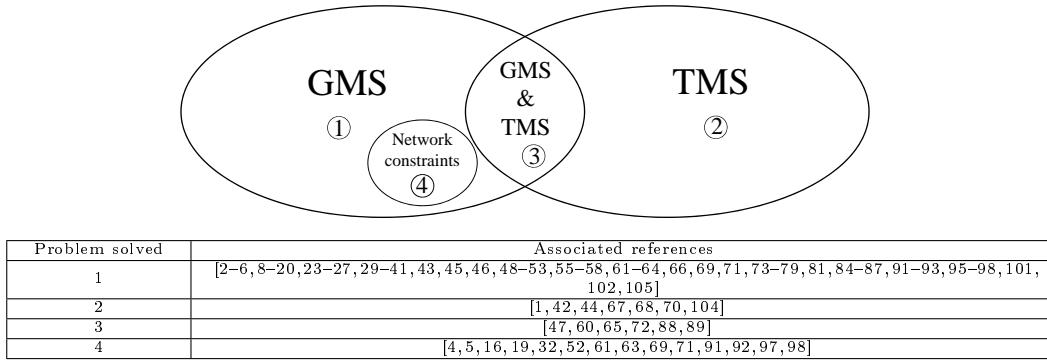 GMS
①
Network
constraints
④
GMS
&
TMS
③
TMS
②
Problem solved Associated references
1 [2–6,8–20,23–27,29–41,43,45,46,48–53,55–58,61–64,66,69,71,73–79,81,84–87,91–93,95–98,101,
102,105]
2 [1,42,44,67,68,70,104]
3 [47,60,65,72,88,89]
4 [4,5,16,19,32,52,61,63,69,71,91,92,97,98]